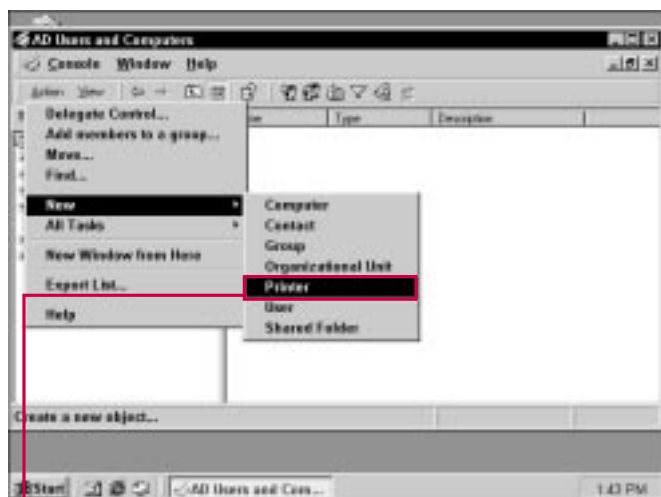 AD Users and Computers
Console Window Help
Action View
Type Description
Delegate Control...
Add members to a group...
Move...
Find...
New
All Tasks
New Window from Here
Export List...
Help
Computer
Contact
Group
Organizational Unit
Printer
User
Shared Folder
Create a new object...
Start AD Users and Com... 1:43 PM